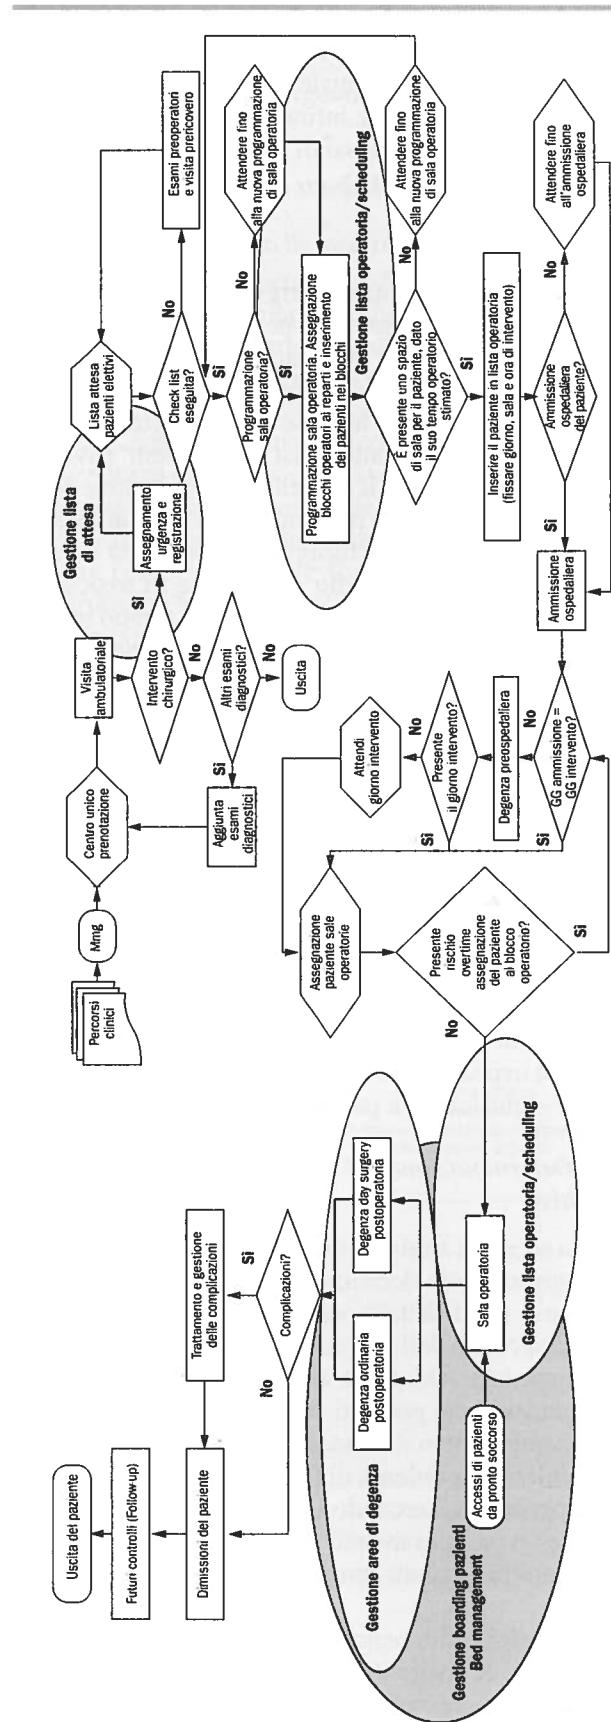 Percorsi
clinici
Mmg
Centro unico
prenotazione
Visita
ambulatoriale
Intervento
chirurgico?
Sì
No
Altri esami
diagnostici?
Sì
No
Aggiunta
esami
diagnostici
Uscita
Gestione lista
di attesa
Assegnamento
urgenza e
registrazione
Lista attesa
pazienti elettivi
Check list
eseguita?
No
Sì
Esami preoperatori
e visita prericovero
Programmazione
sala operatoria?
No
Sì
Attendere fino
alla nuova programmazione
di sala operatoria
Programmazione sala operatoria. Assegnazione
blocchi operatori ai reparti e inserimento
dei pazienti nei blocchi
Gestione lista operatoria/scheduling
È presente uno spazio
di sala per il paziente, dato
il suo tempo operatorio
stimato?
No
Sì
Attendere fino
alla nuova programmazione
di sala operatoria
Inserire il paziente in lista operatoria
(fissare giorno, sala e ora di intervento)
Ammissione
ospedaliera
del paziente?
No
Sì
Attendere fino
all'ammissione
ospedaliera
Ammissione
ospedaliera
GG ammissione =
GG intervento?
No
Sì
Degenza preospedaliera
Presente
il giorno intervento?
No
Sì
Attendi
giorno intervento
Assegnazione
paziente sale
operatorie
Presente
rischio
overtime
assegnazione
del paziente
al blocco
operatorio?
Sì
No
Gestione lista operatoria/scheduling
Sala operatoria
Accessi di pazienti
da pronto soccorso
Gestione boarding pazienti
Bed management
Gestione aree di degenza
Degenza ordinaria
postoperatoria
Degenza day surgery
postoperatoria
Complicazioni?
Sì
No
Trattamento e gestione
delle complicazioni
Dimissioni del paziente
Futuri controlli (Follow-up)
Uscita del paziente